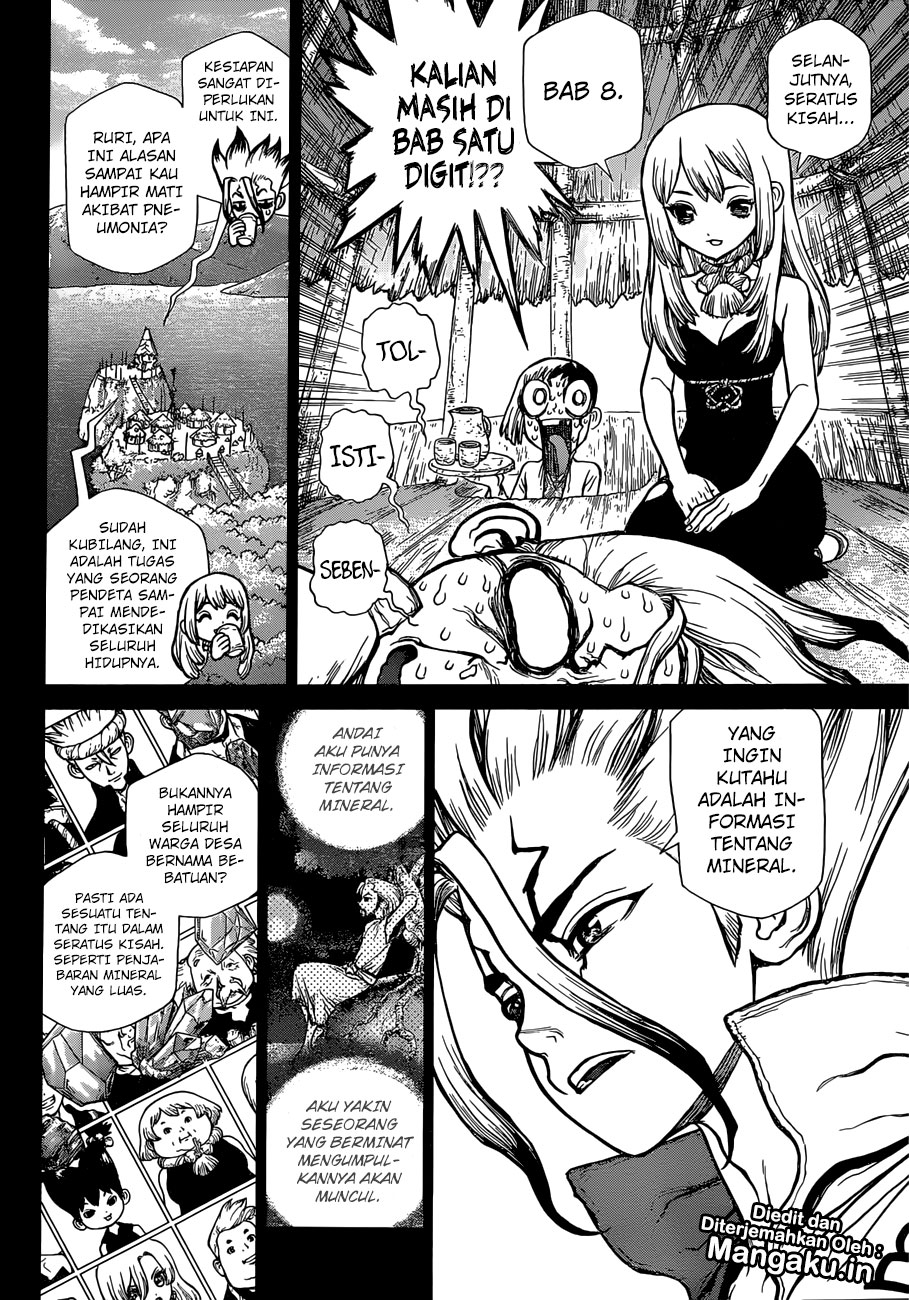 SELAN-
JUTNYA,
SERATUS
KISAH...
BAB 8.
KALIAN
MASIH DI
BAB SATU
DIGIT!??
TOL-
ISTI-
SEBEN-
KESIAPAN
SANGAT DI-
PERLUKAN
UNTUK INI.
RURI, APA
INI ALASAN
SAMPAI KAU
HAMPIR MATI
AKIBAT PNE-
UMONIA?
SUDAH
KUBILANG, INI
ADALAH TUGAS
YANG SEORANG
PENDETA SAM-
PAI MENDE-
DIKASIKAN
SELURUH
HIDUPNYA.
YANG
INGIN
KUTAHU
ADALAH IN-
FORMASI
TENTANG
MINERAL.
ANDAI
AKU PUNYA
INFORMASI
TENTANG
MINERAL.
AKU YAKIN
SESEORANG
YANG BERMINAT
MENGUMPUL-
KANNYA AKAN
MUNCUL.
BUKANNYA
HAMPIR
SELURUH
WARGA DESA
BERNAMA BE-
BATUAN?
PASTI ADA
SESUATU TEN-
TANG ITU DALAM
SERATUS KISAH.
SEPERTI PENJA-
BARAN MINERAL
YANG LUAS.
Diedit dan
Diterjemahkan Oleh :
Mangaku.in